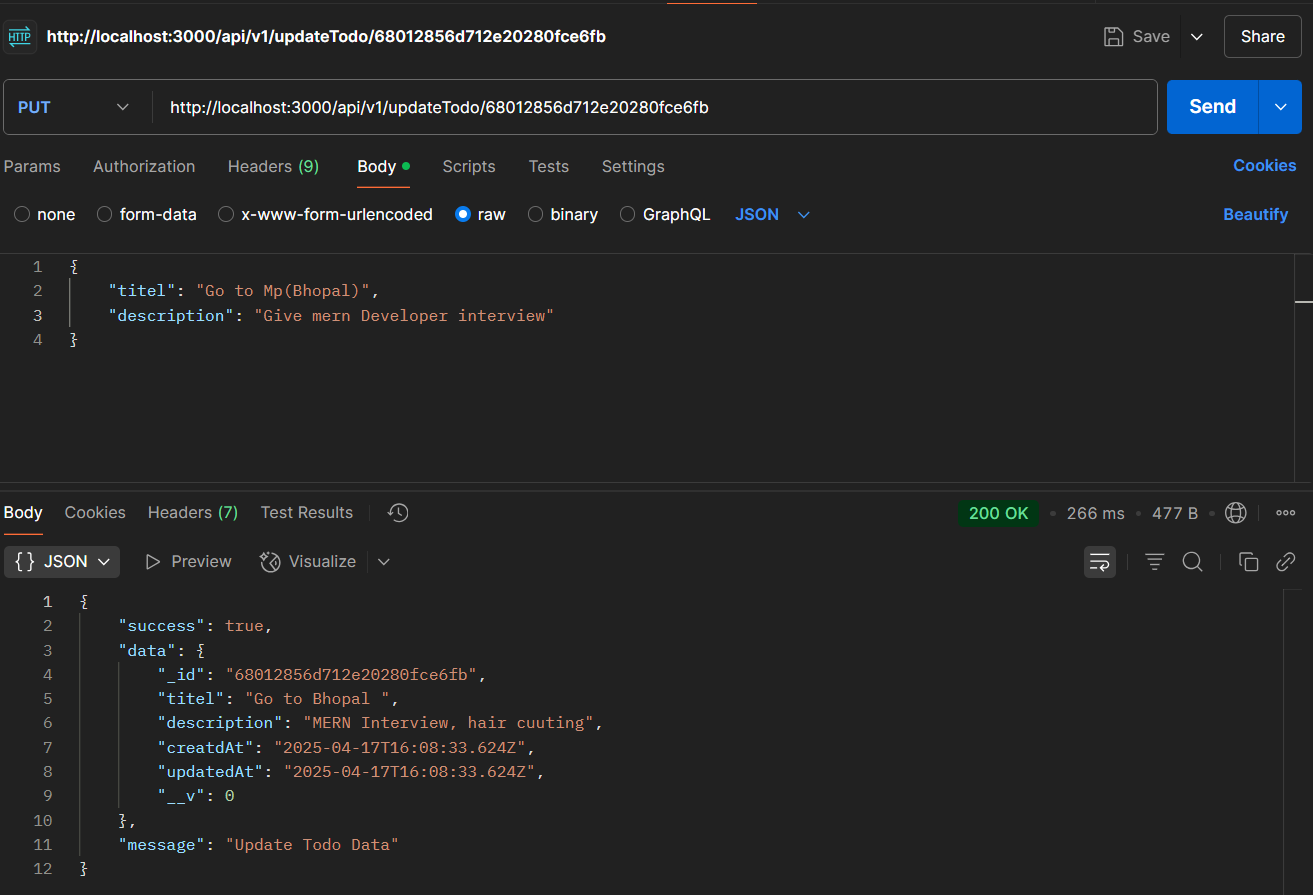 HTTP http://localhost:3000/api/v1/updateTodo/68012856d712e20280fce6fb Save Share
PUT http://localhost:3000/api/v1/updateTodo/68012856d712e20280fce6fb Send
Params Authorization Headers (9) Body Scripts Tests Settings Cookies
none form-data x-www-form-urlencoded raw binary GraphQL JSON Beautify
1 {
2 "titel": "Go to Mp(Bhopal)",
3 "description": "Give mern Developer interview"
4 }
Body Cookies Headers (7) Test Results 200 OK 266 ms 477 B
{} JSON Preview Visualize
1 {
2 "success": true,
3 "data": {
4 "_id": "68012856d712e20280fce6fb",
5 "titel": "Go to Bhopal ",
6 "description": "MERN Interview, hair cuuting",
7 "creatdAt": "2025-04-17T16:08:33.624Z",
8 "updatedAt": "2025-04-17T16:08:33.624Z",
9 "__v": 0
10 },
11 "message": "Update Todo Data"
12 }